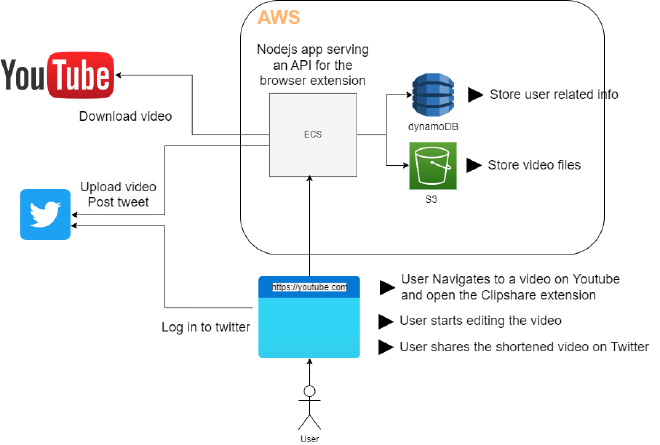 AWS
Nodejs app serving
an API for the
browser extension
YouTube
Download video
ECS
Store user related info
dynamoDB
Store video files
S3
Upload video
Post tweet
https://youtube.com
User Navigates to a video on Youtube
and open the Clipshare extension
Log in to twitter
User starts editing the video
User shares the shortened video on Twitter
User